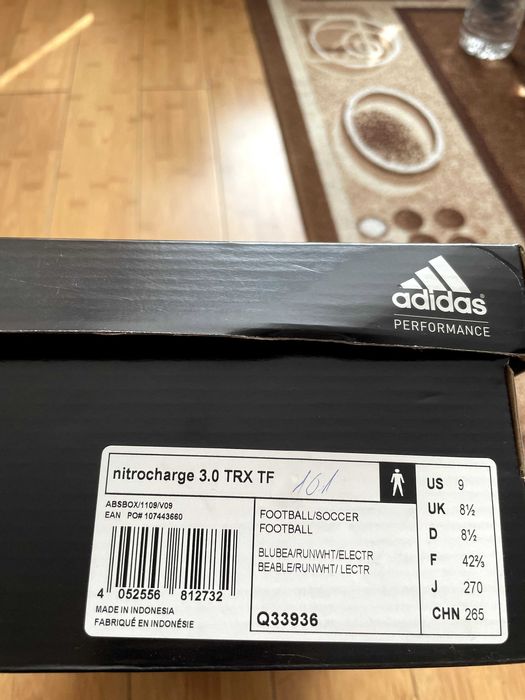 adidas
PERFORMANCE
nitrocharge 3.0 TRX TF 101
ABSBOX/1109/V09
EAN PO# 107443660
4 052556 812732
MADE IN INDONESIA
FABRIQUÉ EN INDONÉSIE
FOOTBALL/SOCCER
FOOTBALL
BLUBEA/RUNWHT/ELECTR
BEABLE/RUNWHT/ LECTR
Q33936
US 9
UK 8½
D 8½
F 42⅔
J 270
CHN 265